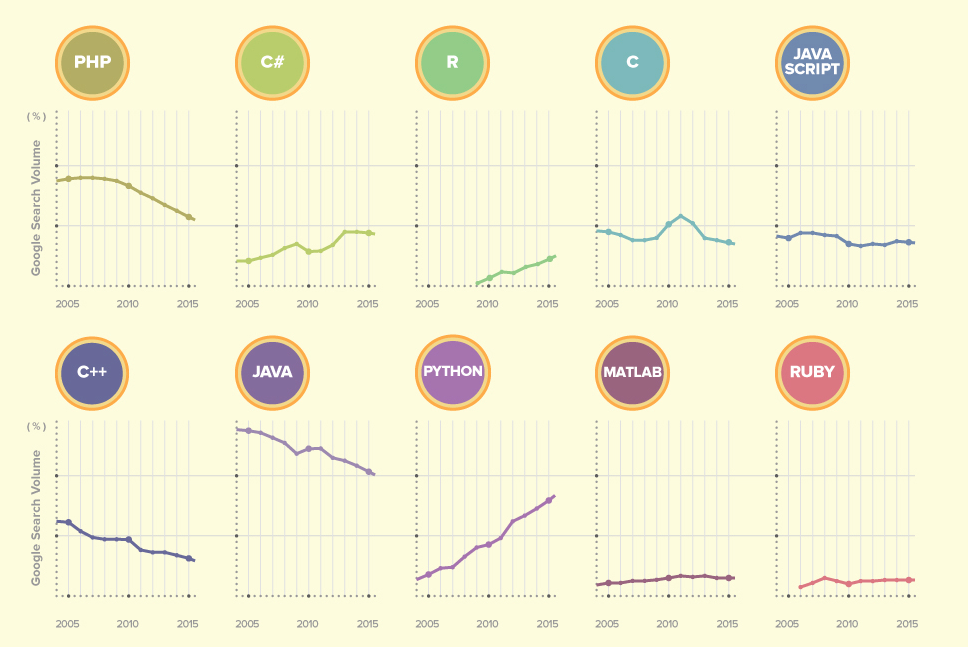 PHP
C#
R
C
JAVA
SCRIPT
(%)
Google Search Volume
2005 2010 2015
2005 2010 2015
2005 2010 2015
2005 2010 2015
2005 2010 2015
C++
JAVA
PYTHON
MATLAB
RUBY
(%)
Google Search Volume
2005 2010 2015
2005 2010 2015
2005 2010 2015
2005 2010 2015
2005 2010 2015